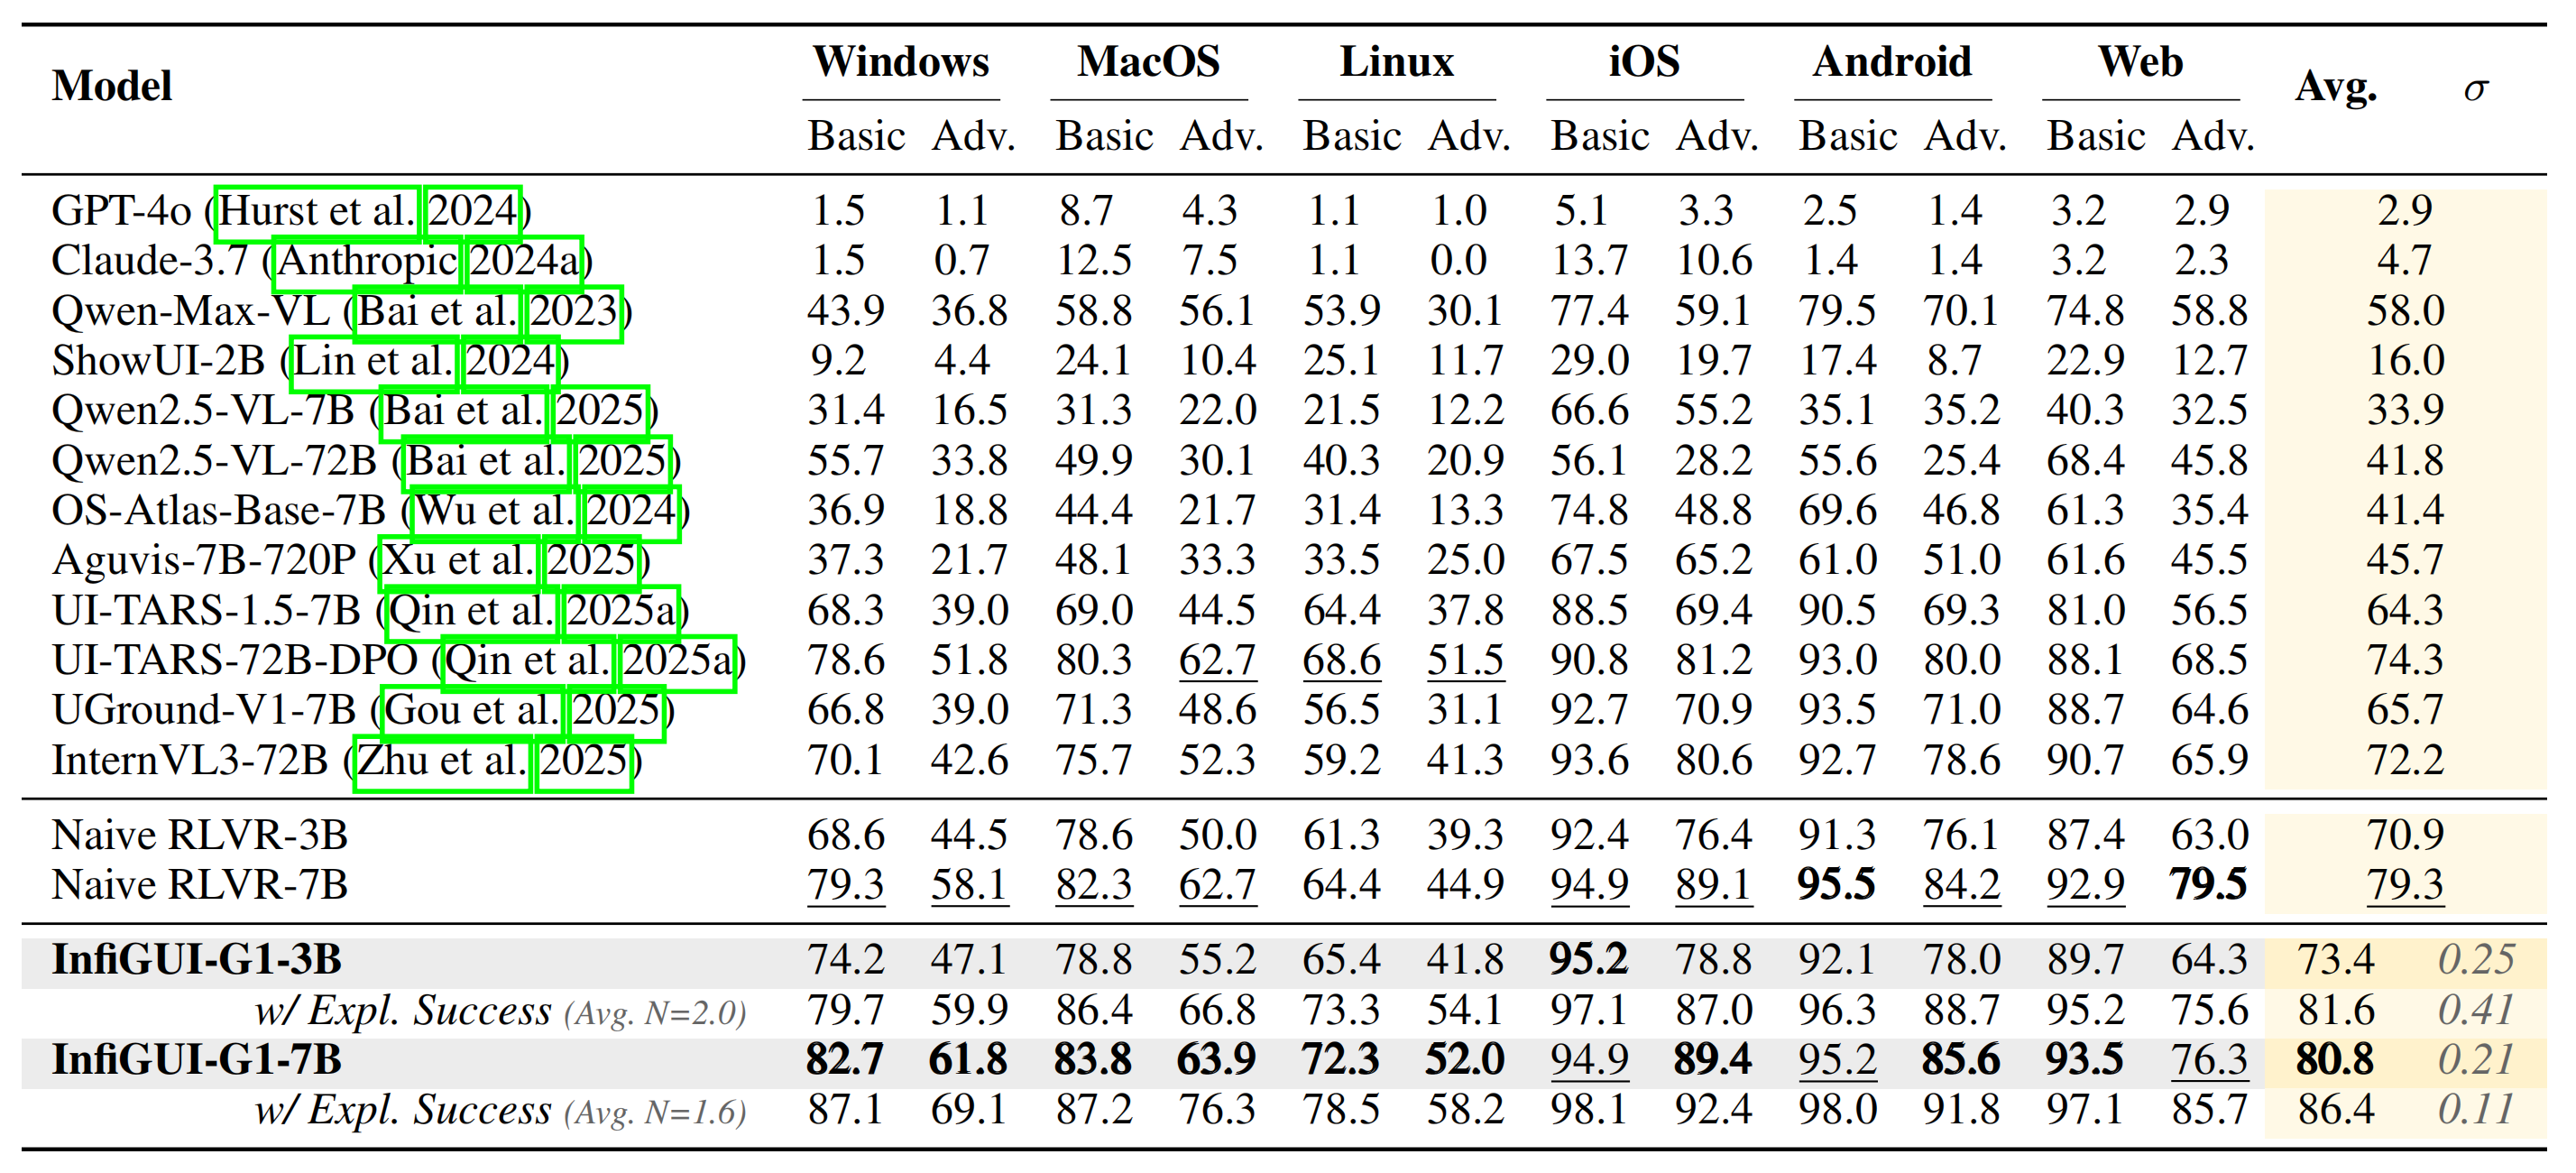 Model Windows MacOS Linux iOS Android Web Avg. σ
Basic Adv. Basic Adv. Basic Adv. Basic Adv. Basic Adv. Basic Adv.
GPT-4o (Hurst et al. 2024) 1.5 1.1 8.7 4.3 1.1 1.0 5.1 3.3 2.5 1.4 3.2 2.9 2.9
Claude-3.7 (Anthropic 2024a) 1.5 0.7 12.5 7.5 1.1 0.0 13.7 10.6 1.4 1.4 3.2 2.3 4.7
Qwen-Max-VL (Bai et al. 2023) 43.9 36.8 58.8 56.1 53.9 30.1 77.4 59.1 79.5 70.1 74.8 58.8 58.0
ShowUI-2B (Lin et al. 2024) 9.2 4.4 24.1 10.4 25.1 11.7 29.0 19.7 17.4 8.7 22.9 12.7 16.0
Qwen2.5-VL-7B (Bai et al. 2025) 31.4 16.5 31.3 22.0 21.5 12.2 66.6 55.2 35.1 35.2 40.3 32.5 33.9
Qwen2.5-VL-72B (Bai et al. 2025) 55.7 33.8 49.9 30.1 40.3 20.9 56.1 28.2 55.6 25.4 68.4 45.8 41.8
OS-Atlas-Base-7B (Wu et al. 2024) 36.9 18.8 44.4 21.7 31.4 13.3 74.8 48.8 69.6 46.8 61.3 35.4 41.4
Aguvis-7B-720P (Xu et al. 2025) 37.3 21.7 48.1 33.3 33.5 25.0 67.5 65.2 61.0 51.0 61.6 45.5 45.7
UI-TARS-1.5-7B (Qin et al. 2025a) 68.3 39.0 69.0 44.5 64.4 37.8 88.5 69.4 90.5 69.3 81.0 56.5 64.3
UI-TARS-72B-DPO (Qin et al. 2025a) 78.6 51.8 80.3 62.7 68.6 51.5 90.8 81.2 93.0 80.0 88.1 68.5 74.3
UGround-V1-7B (Gou et al. 2025) 66.8 39.0 71.3 48.6 56.5 31.1 92.7 70.9 93.5 71.0 88.7 64.6 65.7
InternVL3-72B (Zhu et al. 2025) 70.1 42.6 75.7 52.3 59.2 41.3 93.6 80.6 92.7 78.6 90.7 65.9 72.2
Naive RLVR-3B 68.6 44.5 78.6 50.0 61.3 39.3 92.4 76.4 91.3 76.1 87.4 63.0 70.9
Naive RLVR-7B 79.3 58.1 82.3 62.7 64.4 44.9 94.9 89.1 95.5 84.2 92.9 79.5 79.3
InfiGUI-G1-3B 74.2 47.1 78.8 55.2 65.4 41.8 95.2 78.8 92.1 78.0 89.7 64.3 73.4 0.25
w/ Expl. Success (Avg. N=2.0) 79.7 59.9 86.4 66.8 73.3 54.1 97.1 87.0 96.3 88.7 95.2 75.6 81.6 0.41
InfiGUI-G1-7B 82.7 61.8 83.8 63.9 72.3 52.0 94.9 89.4 95.2 85.6 93.5 76.3 80.8 0.21
w/ Expl. Success (Avg. N=1.6) 87.1 69.1 87.2 76.3 78.5 58.2 98.1 92.4 98.0 91.8 97.1 85.7 86.4 0.11